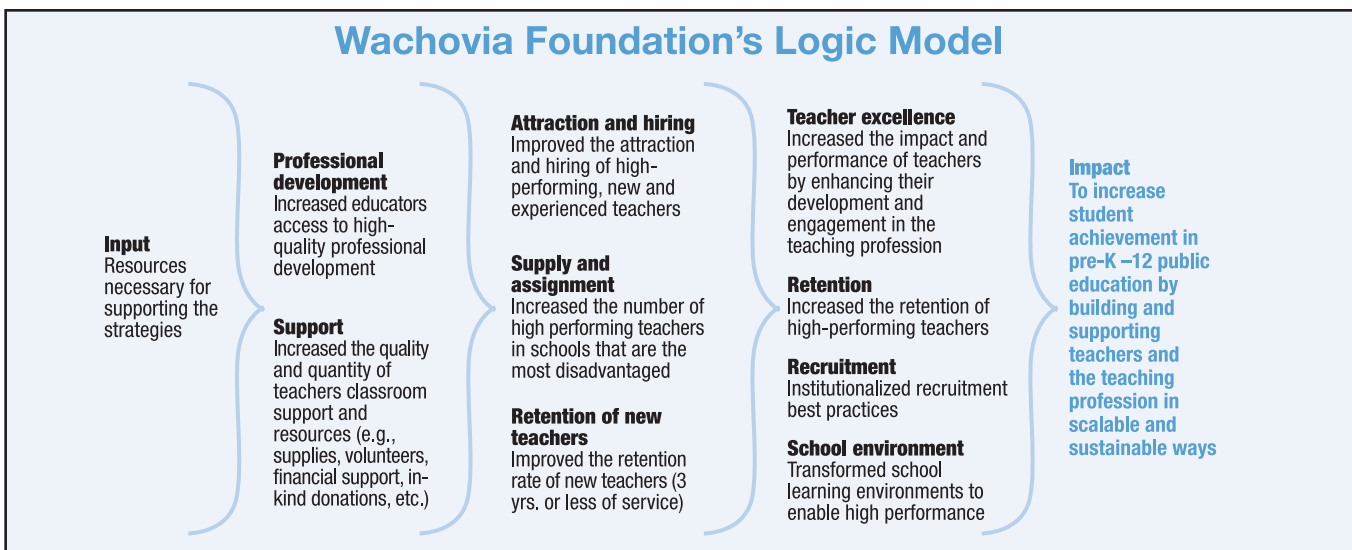 Wachovia Foundation's Logic Model
Input
Resources
necessary for
supporting the
strategies
Professional
development
Increased educators
access to high-
quality professional
development
Support
Increased the quality
and quantity of
teachers classroom
support and
resources (e.g.,
supplies, volunteers,
financial support, in-
kind donations, etc.)
Attraction and hiring
Improved the attraction
and hiring of high-
performing, new and
experienced teachers
Supply and
assignment
Increased the number of
high performing teachers
in schools that are the
most disadvantaged
Retention of new
teachers
Improved the retention
rate of new teachers (3
yrs. or less of service)
Teacher excellence
Increased the impact and
performance of teachers
by enhancing their
development and
engagement in the
teaching profession
Retention
Increased the retention of
high-performing teachers
Recruitment
Institutionalized recruitment
best practices
School environment
Transformed school
learning environments to
enable high performance
Impact
To increase
student
achievement in
pre-K –12 public
education by
building and
supporting
teachers and
the teaching
profession in
scalable and
sustainable ways